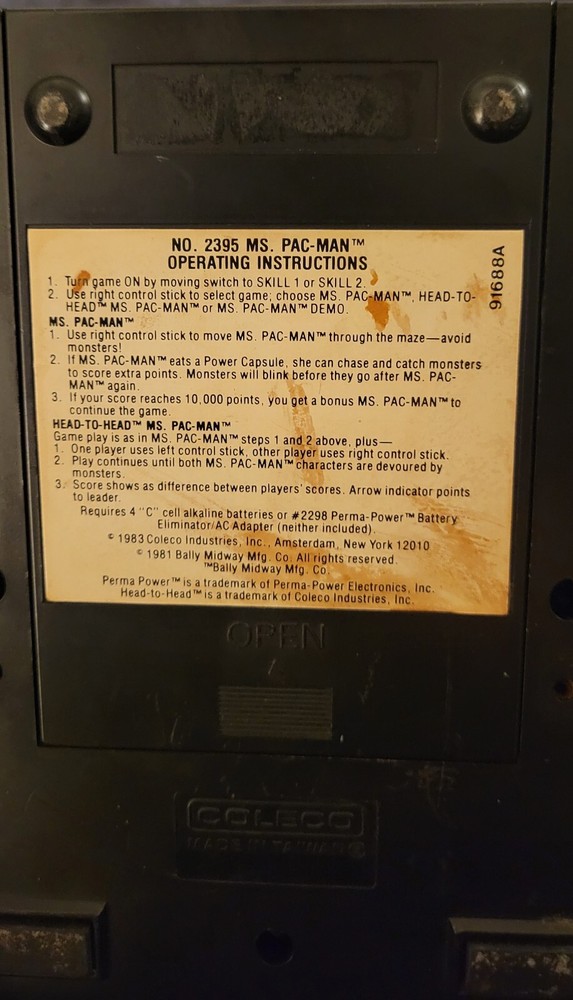 NO. 2395 MS. PAC-MAN™
OPERATING INSTRUCTIONS
91688A
1. Turn game ON by moving switch to SKILL 1 or SKILL 2.
2. Use right control stick to select game; choose MS. PAC-MAN™, HEAD-TO-
HEAD™ MS. PAC-MAN™ or MS. PAC-MAN™ DEMO.
MS. PAC-MAN™
1. Use right control stick to move MS. PAC-MAN™ through the maze—avoid
monsters!
2. If MS. PAC-MAN™ eats a Power Capsule, she can chase and catch monsters
to score extra points. Monsters will blink before they go after MS. PAC-
MAN™ again.
3. If your score reaches 10,000 points, you get a bonus MS. PAC-MAN™ to
continue the game.
HEAD-TO-HEAD™ MS. PAC-MAN™
Game play is as in MS. PAC-MAN™ steps 1 and 2 above, plus—
1. One player uses left control stick, other player uses right control stick.
2. Play continues until both MS. PAC-MAN™ characters are devoured by
monsters.
3. Score shows as difference between players' scores. Arrow indicator points
to leader.
Requires 4 "C" cell alkaline batteries or #2298 Perma-Power™ Battery
Eliminator/AC Adapter (neither included).
© 1983 Coleco Industries, Inc., Amsterdam, New York 12010
© 1981 Bally Midway Mfg. Co. All rights reserved.
™Bally Midway Mfg. Co.
Perma Power™ is a trademark of Perma-Power Electronics, Inc.
Head-to-Head™ is a trademark of Coleco Industries, Inc.
OPEN
COLECO
MADE IN TAIWAN